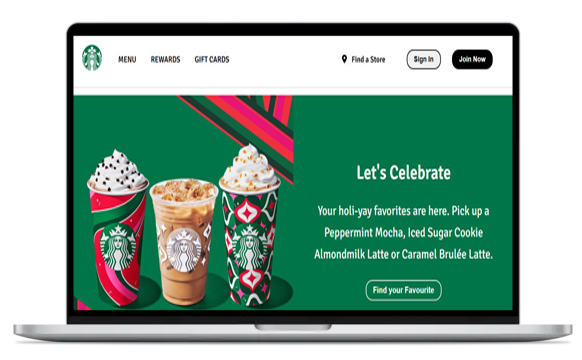 MENU REWARDS GIFT CARDS Find a Store Sign In Join Now
Let's Celebrate
Your holi-yay favorites are here. Pick up a
Peppermint Mocha, Iced Sugar Cookie
Almondmilk Latte or Caramel Brulée Latte.
Find your Favourite